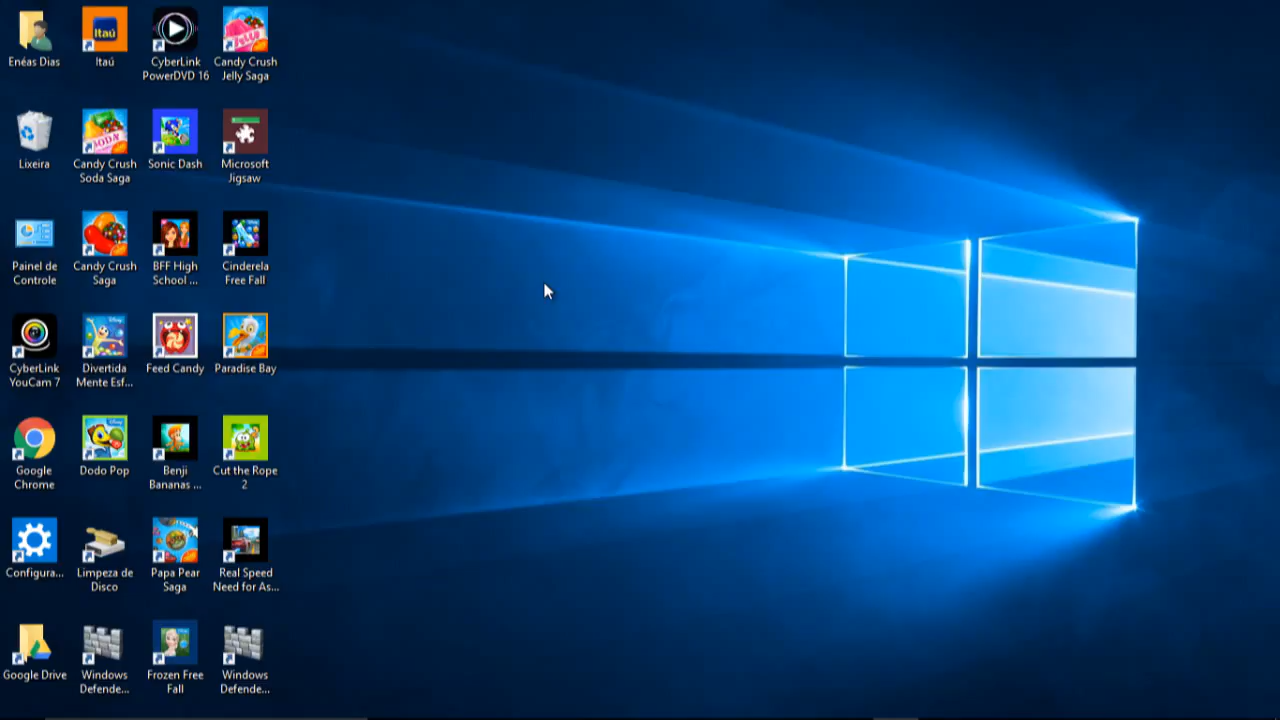 Enéas Dias
Itaú
CyberLink
PowerDVD 16
Candy Crush
Jelly Saga
Lixeira
Candy Crush
Soda Saga
Sonic Dash
Microsoft
Jigsaw
Painel de
Controle
Candy Crush
Saga
BFF High
School ...
Cinderela
Free Fall
CyberLink
YouCam 7
Divertida
Mente Esf...
Feed Candy
Paradise Bay
Google
Chrome
Dodo Pop
Benji
Bananas ...
Cut the Rope
2
Configura...
Limpeza de
Disco
Papa Pear
Saga
Real Speed
Need for As...
Google Drive
Windows
Defende...
Frozen Free
Fall
Windows
Defende...